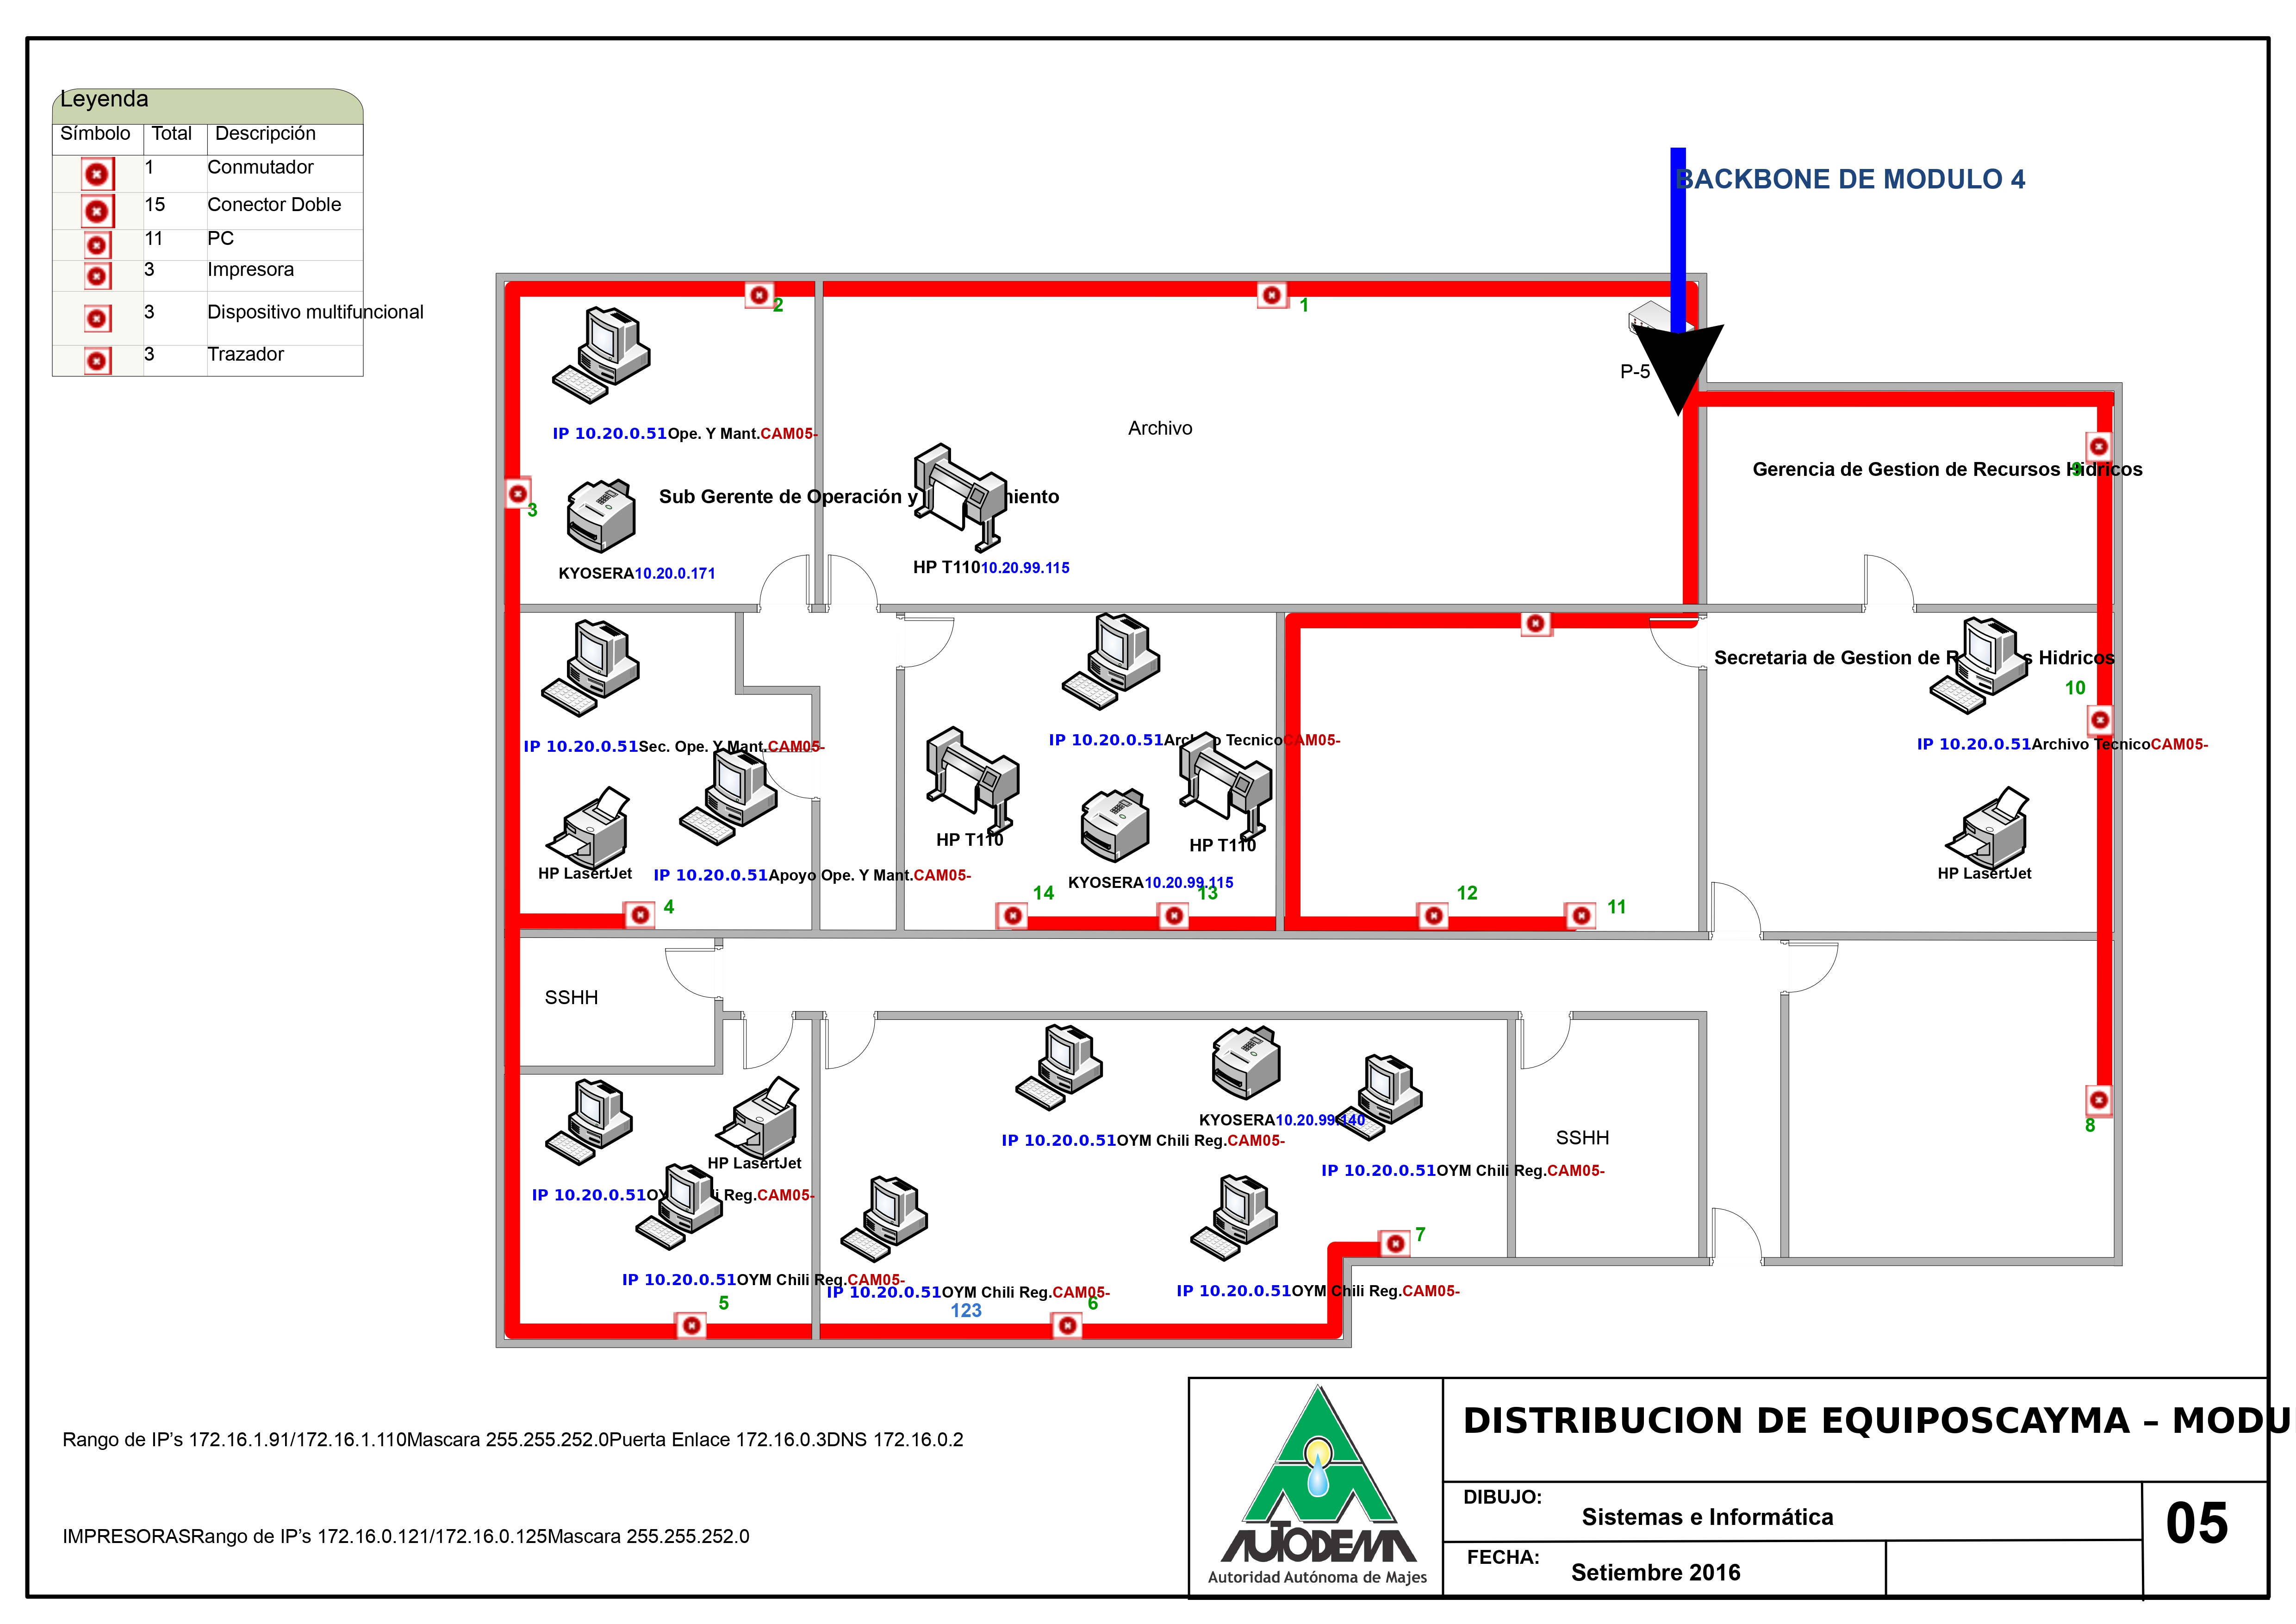 Leyenda
Símbolo Total Descripción
1 Conmutador
15 Conector Doble
11 PC
3 Impresora
3 Dispositivo multifuncional
3 Trazador
BACKBONE DE MODULO 4
2
1
P-5
Archivo
IP 10.20.0.51Ope. Y Mant.CAM05-
Gerencia de Gestion de Recursos Hidricos
9
Sub Gerente de Operación y
3
KYOSERA10.20.0.171
HP T11010.20.99.115
Secretaria de Gestion de
Hidricos
10
IP 10.20.0.51Sec. Ope. Y Mant.CAM05-
IP 10.20.0.51Archivo TecnicoCAM05-
IP 10.20.0.51Archivo TecnicoCAM05-
HP T110
HP T110
HP LasertJet
IP 10.20.0.51Apoyo Ope. Y Mant.CAM05-
KYOSERA10.20.99.115
HP LasertJet
4
14
13
12
11
SSHH
KYOSERA10.20.99.140
8
IP 10.20.0.51OYM Chili Reg.CAM05-
SSHH
HP LasertJet
IP 10.20.0.51OYM Chili Reg.CAM05-
IP 10.20.0.51OYM Chili Reg.CAM05-
7
IP 10.20.0.51OYM Chili Reg.CAM05-
IP 10.20.0.51OYM Chili Reg.CAM05-
IP 10.20.0.51OYM Chili Reg.CAM05-
5
123
6
Rango de IP’s 172.16.1.91/172.16.1.110Mascara 255.255.252.0Puerta Enlace 172.16.0.3DNS 172.16.0.2
IMPRESORASRango de IP’s 172.16.0.121/172.16.0.125Mascara 255.255.252.0
AUTODEMA
Autoridad Autónoma de Majes
DISTRIBUCION DE EQUIPOSCAYMA – MODU
DIBUJO:
Sistemas e Informática
FECHA:
Setiembre 2016
05